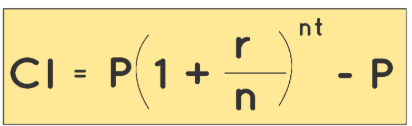 CI = P(1 + r/n)^nt - P